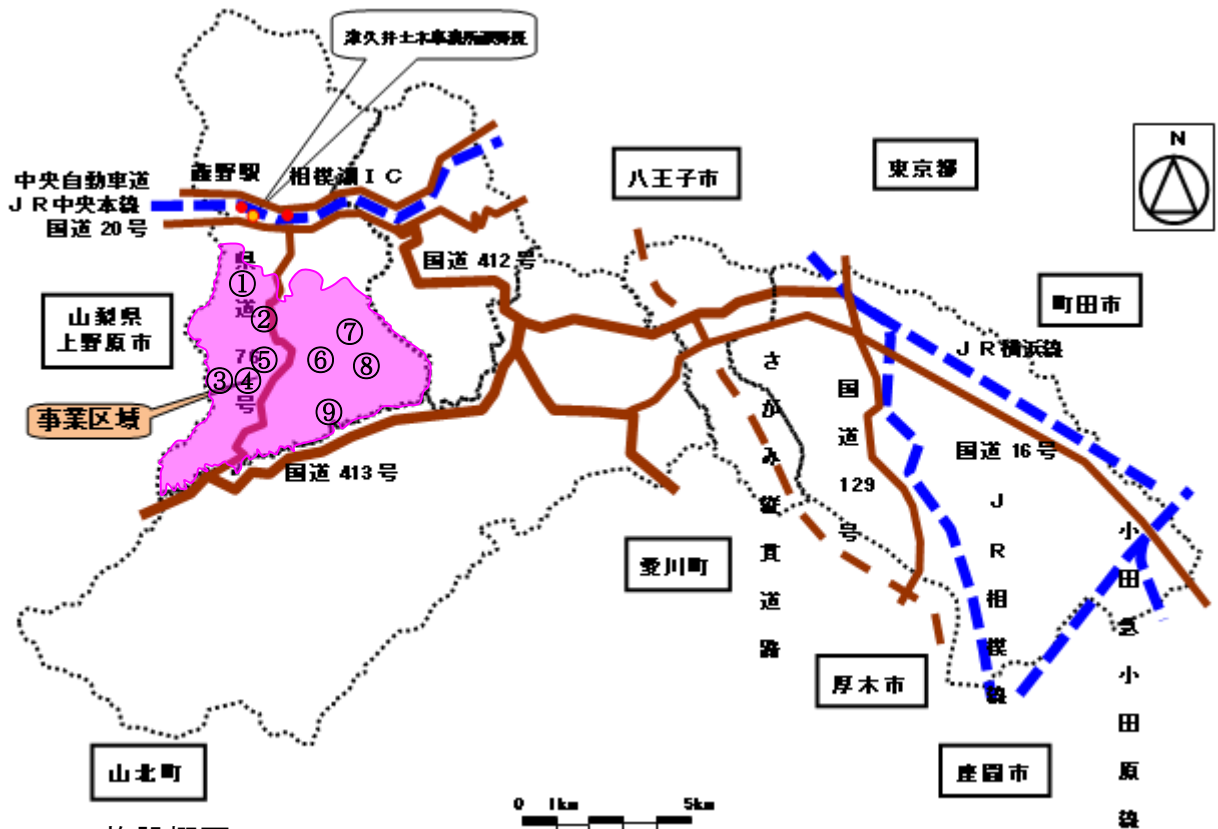 津久井土木事務所
N
東京都
八王子市
藤野駅
相模湖IC
中央自動車道
JR中央本線
国道20号
国道412号
町田市
山梨県
上野原市
県道76号
①
②
③
④
⑤
⑥
⑦
⑧
⑨
事業区域
国道413号
JR横浜線
さがみ縦貫道路
国道129号
国道16号
JR相模線
小田急小田原線
愛川町
厚木市
座間市
山北町
0 1km 5km